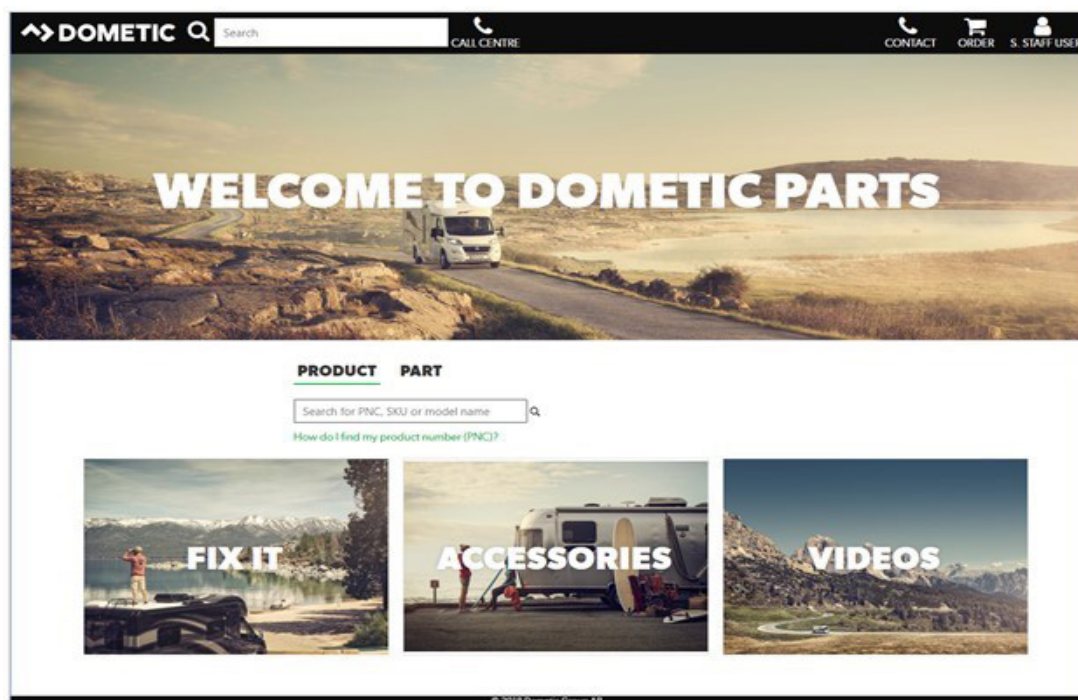 DOMETIC Search CALL CENTRE CONTACT ORDER S. STAFF USER
WELCOME TO DOMETIC PARTS
PRODUCT PART
Search for PNC, SKU or model name
How do I find my product number (PNC)?
FIX IT ACCESSORIES VIDEOS